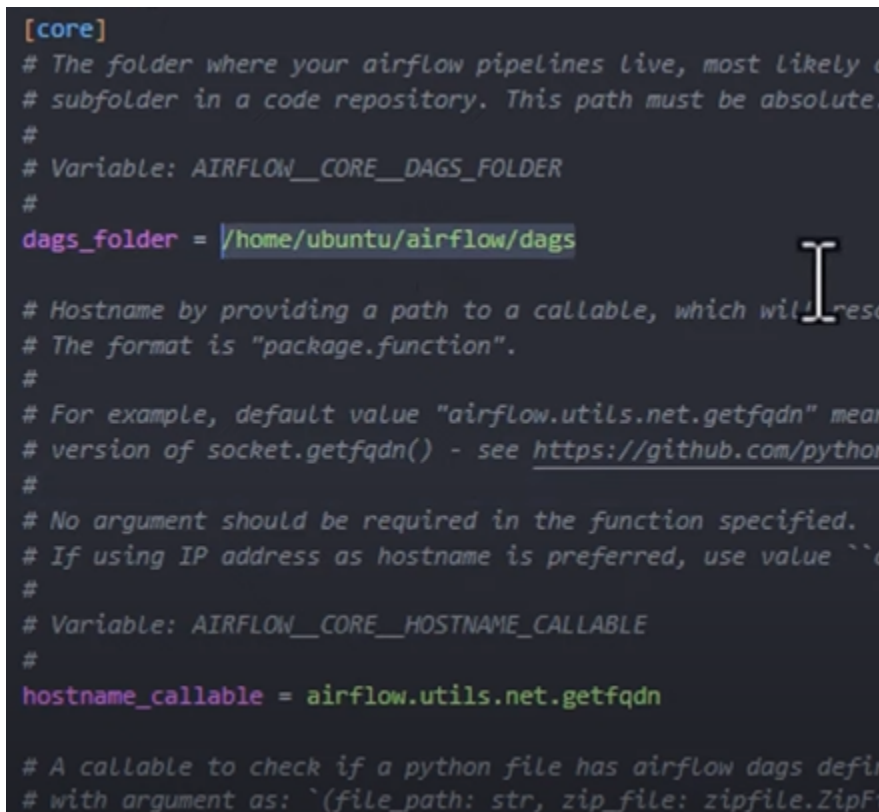 [core]
# The folder where your airflow pipelines live, most likely
# subfolder in a code repository. This path must be absolute.
#
# Variable: AIRFLOW__CORE__DAGS_FOLDER
#
dags_folder = /home/ubuntu/airflow/dags
# Hostname by providing a path to a callable, which will
# The format is "package.function".
#
# For example, default value "airflow.utils.net.getfqdn"
# version of socket.getfqdn() - see https://github.com/python
#
# No argument should be required in the function specified.
# If using IP address as hostname is preferred, use value ``
#
# Variable: AIRFLOW__CORE__HOSTNAME_CALLABLE
#
hostname_callable = airflow.utils.net.getfqdn
# A callable to check if a python file has airflow dags
# with argument as: `(file_path: str, zip_file: